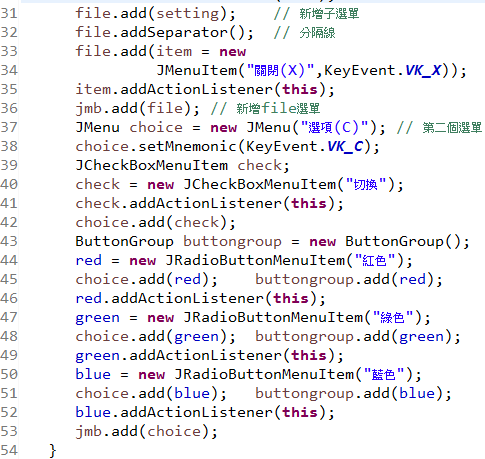 31 file.add(setting);    // 新增子選單
32 file.addSeparator();  // 分隔線
33 file.add(item = new
34 JMenuItem("關閉(X)",KeyEvent.VK_X));
35 item.addActionListener(this);
36 jmb.add(file); // 新增file選單
37 JMenu choice = new JMenu("選項(C)"); // 第二個選單
38 choice.setMnemonic(KeyEvent.VK_C);
39 JCheckBoxMenuItem check;
40 check = new JCheckBoxMenuItem("切換");
41 check.addActionListener(this);
42 choice.add(check);
43 ButtonGroup buttongroup = new ButtonGroup();
44 red = new JRadioButtonMenuItem("紅色");
45 choice.add(red);    buttongroup.add(red);
46 red.addActionListener(this);
47 green = new JRadioButtonMenuItem("綠色");
48 choice.add(green);  buttongroup.add(green);
49 green.addActionListener(this);
50 blue = new JRadioButtonMenuItem("藍色");
51 choice.add(blue);   buttongroup.add(blue);
52 blue.addActionListener(this);
53 jmb.add(choice);
54 }